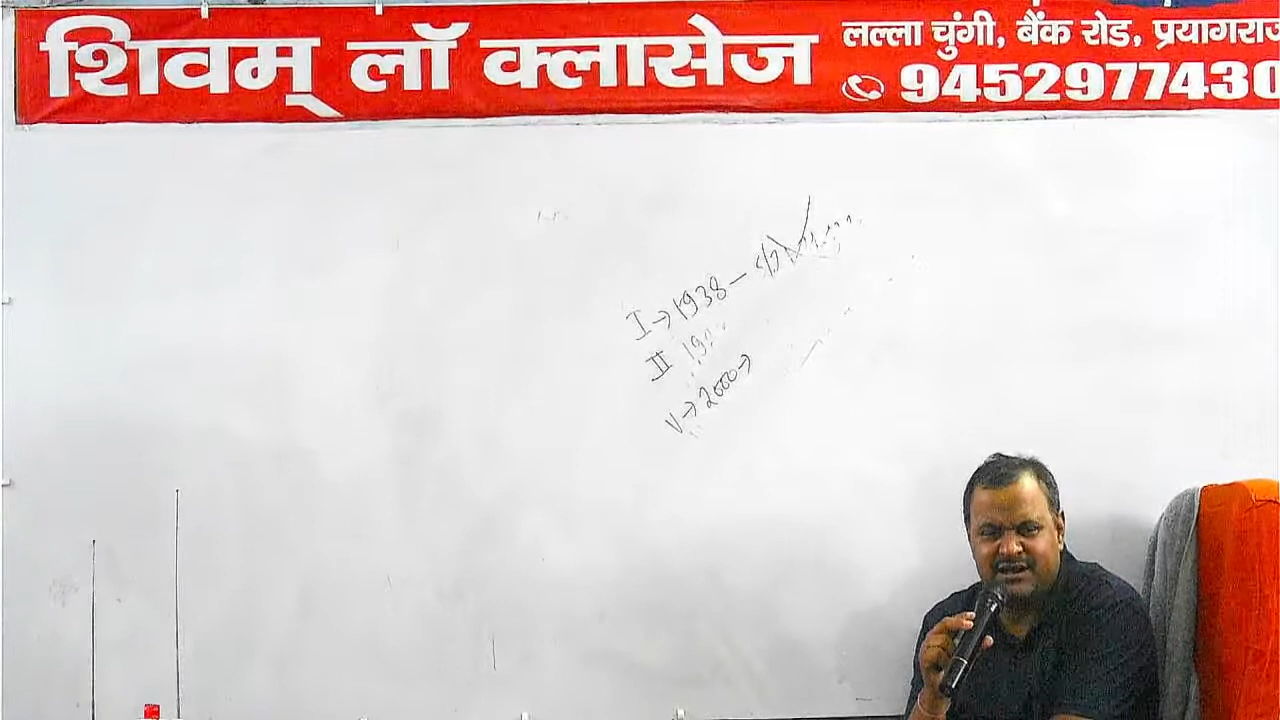 शिवम् लॉ क्लासेज
लल्ला चुंगी, बैंक रोड, प्रयागराज
9452977430
I → 1938 –
II 19
V → 2000 →